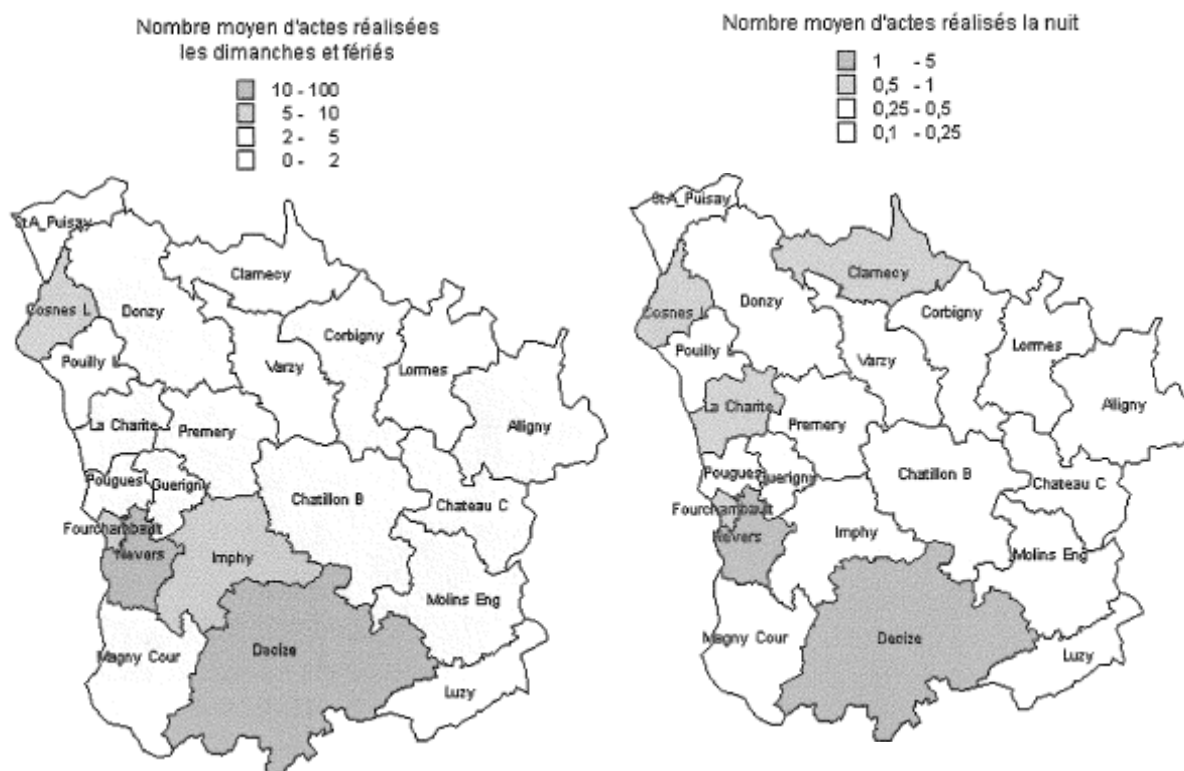 Nombre moyen d'actes réalisées
les dimanches et fériés
10 - 100
5 - 10
2 - 5
0 - 2
St.A_Puisay
Clamecy
Cosnes L
Donzy
Corbigny
Pouilly L
Varzy
Lormes
La Charite
Premery
Alligny
Pougues
Guerigny
Chatillon B
Chateau C
Fourchambault
Nevers
Imphy
Molins Eng
Magny Cour
Decize
Luzy
Nombre moyen d'actes réalisés la nuit
1 - 5
0,5 - 1
0,25 - 0,5
0,1 - 0,25
St.A_Puisay
Clamecy
Cosnes L
Donzy
Corbigny
Pouilly L
Varzy
Lormes
La Charite
Premery
Alligny
Pougues
Guerigny
Chatillon B
Chateau C
Fourchambault
Nevers
Imphy
Molins Eng
Magny Cour
Decize
Luzy